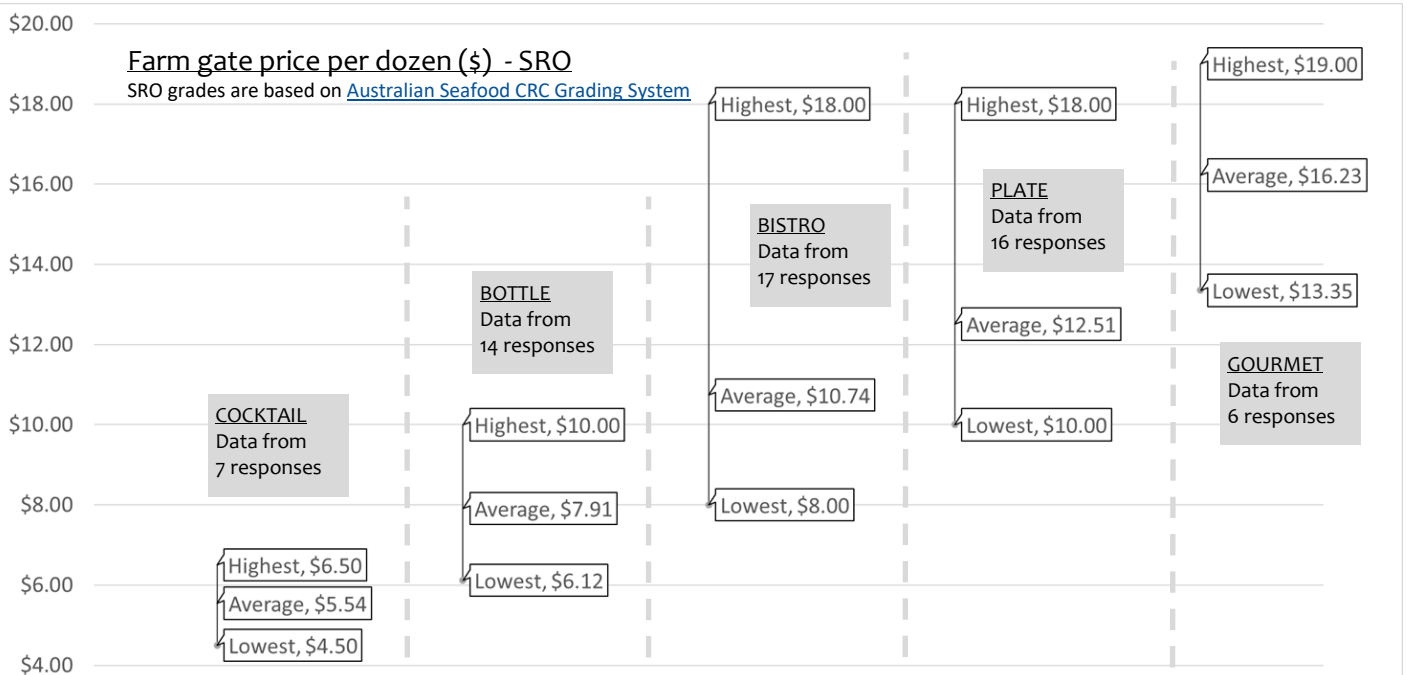 $20.00
$18.00
$16.00
$14.00
$12.00
$10.00
$8.00
$6.00
$4.00
Farm gate price per dozen ($) - SRO
SRO grades are based on Australian Seafood CRC Grading System
COCKTAIL
Data from
7 responses
Highest, $6.50
Average, $5.54
Lowest, $4.50
BOTTLE
Data from
14 responses
Highest, $10.00
Average, $7.91
Lowest, $6.12
Highest, $18.00
BISTRO
Data from
17 responses
Average, $10.74
Lowest, $8.00
Highest, $18.00
PLATE
Data from
16 responses
Average, $12.51
Lowest, $10.00
Highest, $19.00
Average, $16.23
Lowest, $13.35
GOURMET
Data from
6 responses